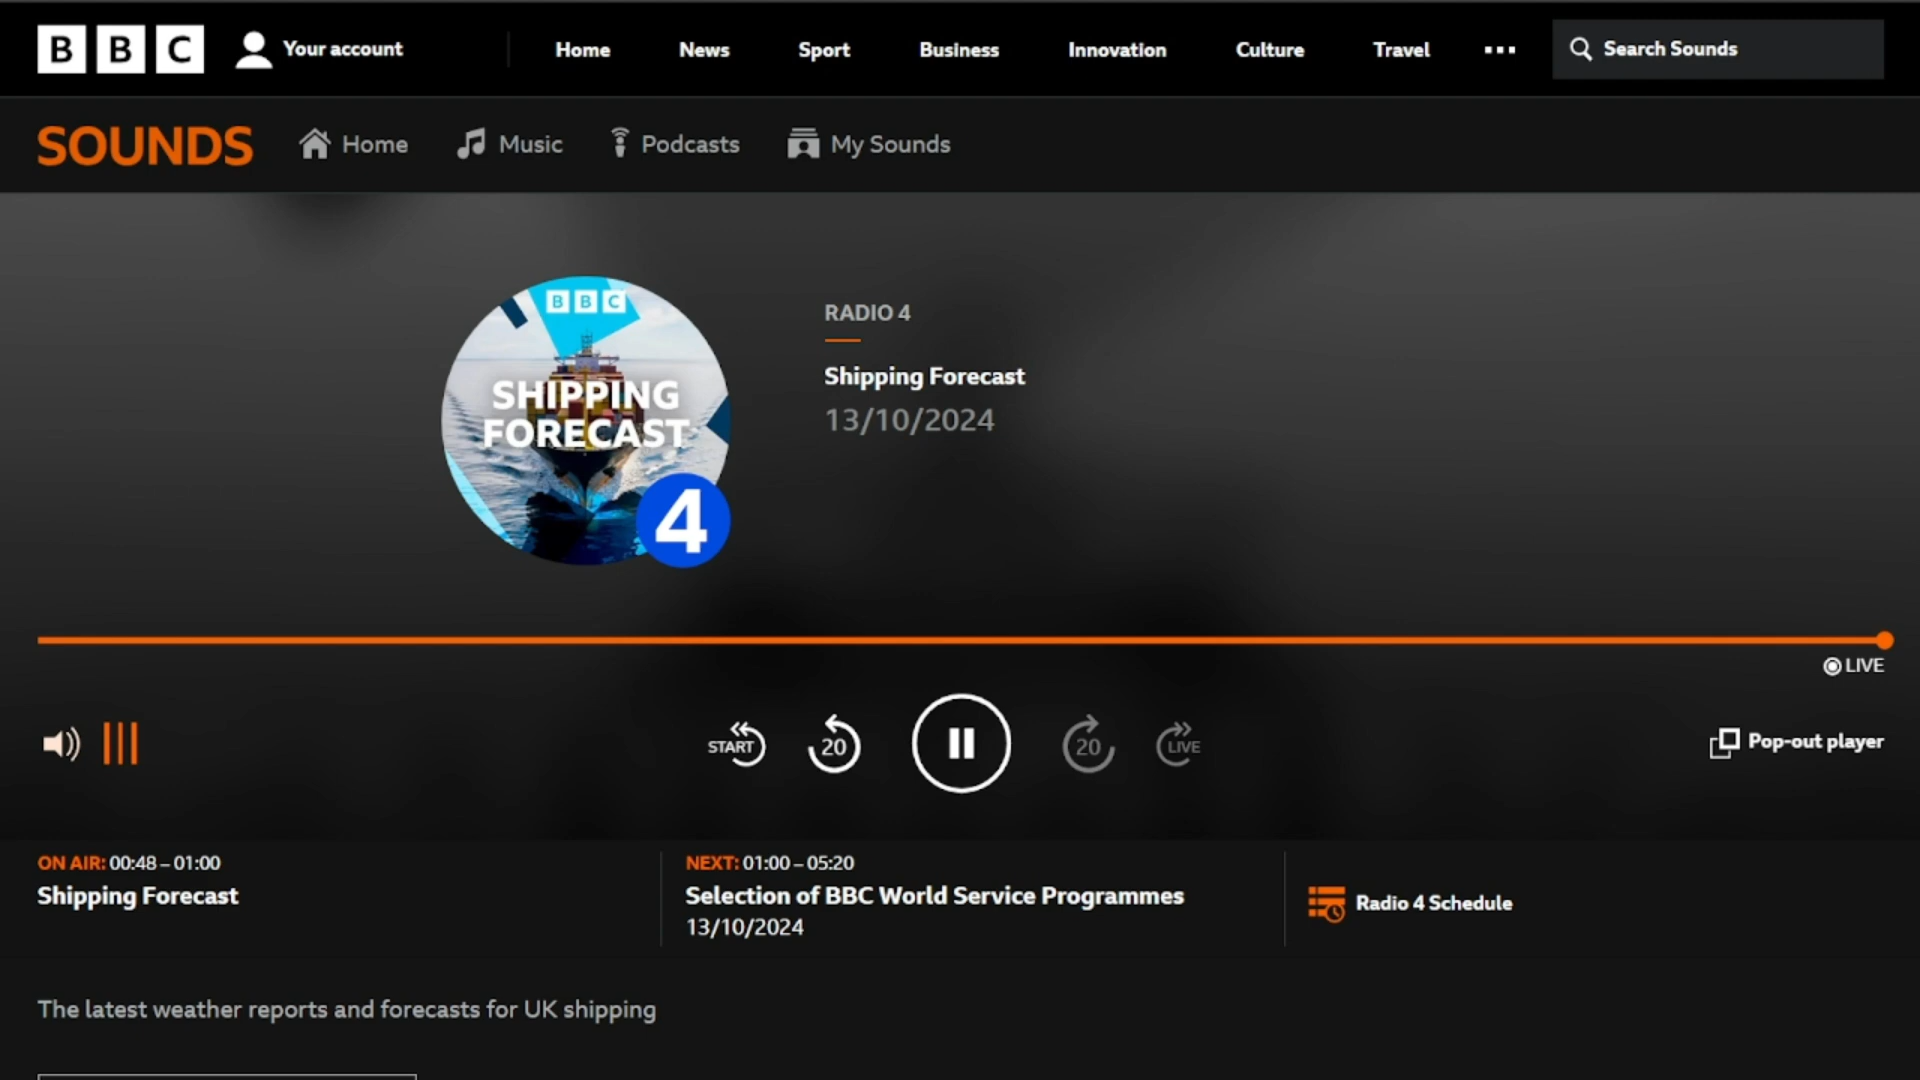 BBC
Your account
Home
News
Sport
Business
Innovation
Culture
Travel
Search Sounds
SOUNDS
Home
Music
Podcasts
My Sounds
BBC
SHIPPING
FORECAST
4
RADIO 4
Shipping Forecast
13/10/2024
LIVE
START
20
20
LIVE
Pop-out player
ON AIR: 00:48 – 01:00
Shipping Forecast
NEXT: 01:00 – 05:20
Selection of BBC World Service Programmes
13/10/2024
Radio 4 Schedule
The latest weather reports and forecasts for UK shipping